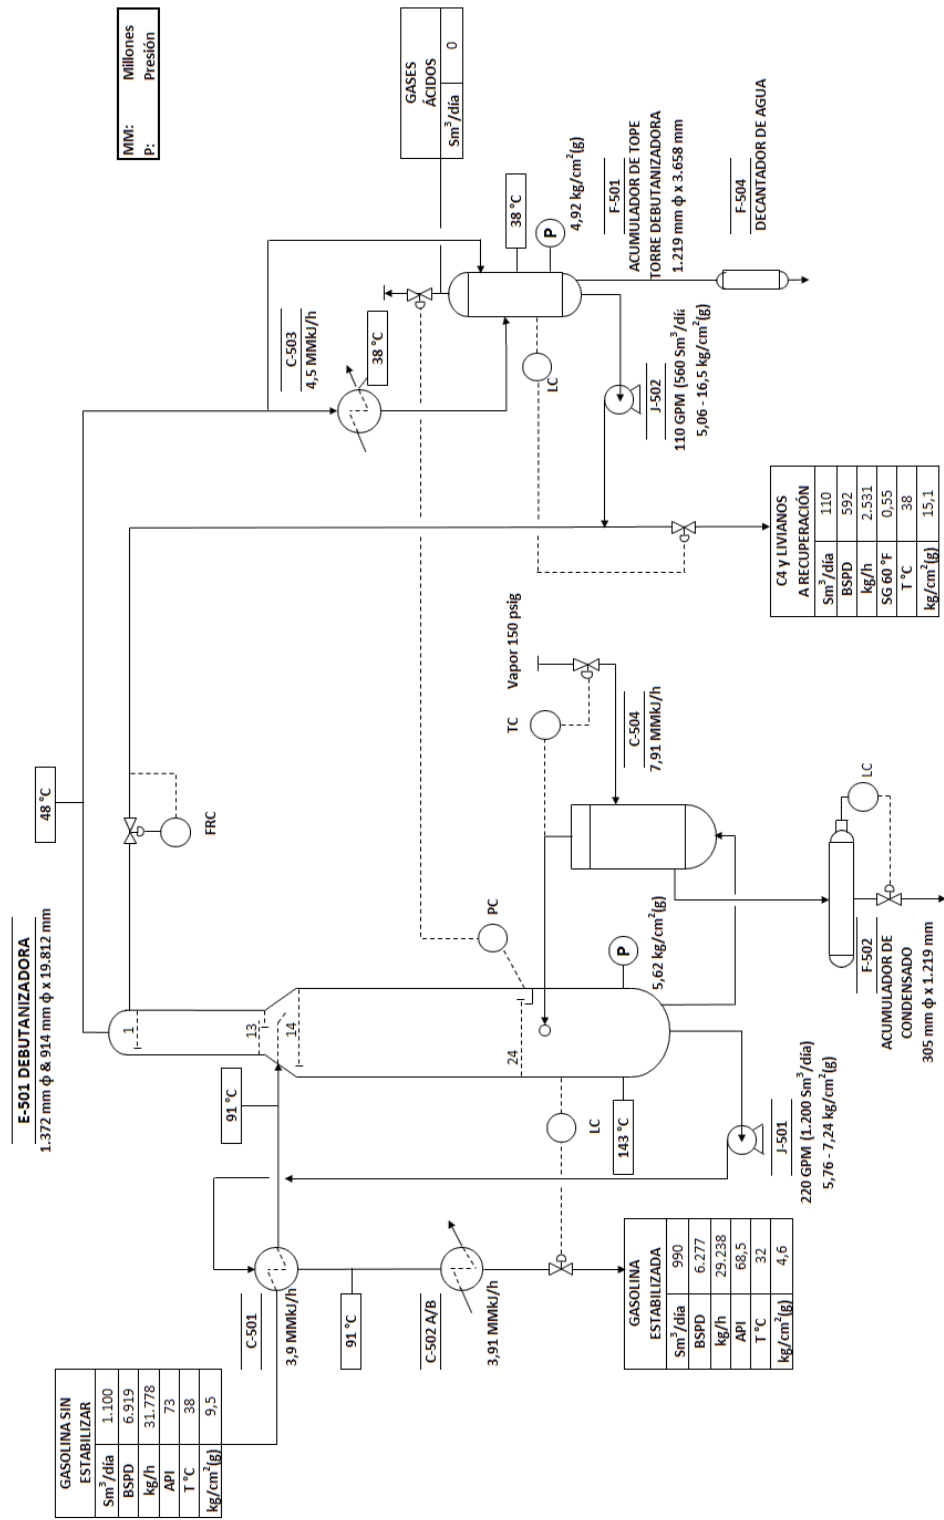 E-501 DEBUTANIZADORA
1.372 mm ф & 914 mm ф x 19.812 mm
MM: Millones
P: Presión
48 °C
FRC
C-503
4,5 MMkJ/h
38 °C
GASES
ÁCIDOS
Sm³/día 0
38 °C
P
4,92 kg/cm²(g)
F-501
ACUMULADOR DE TOPE
TORRE DEBUTANIZADORA
1.219 mm ф x 3.658 mm
F-504
DECANTADOR DE AGUA
LC
J-502
110 GPM (560 Sm³/dí
5,06 - 16,5 kg/cm²(g)
C4 y LIVIANOS
A RECUPERACIÓN
Sm³/día 110
BSPD 592
kg/h 2.531
SG 60 °F 0,55
T °C 38
kg/cm²(g) 15,1
GASOLINA SIN
ESTABILIZAR
Sm³/día 1.100
BSPD 6.919
kg/h 31.778
API 73
T °C 38
kg/cm²(g) 9,5
C-501
3,9 MMkJ/h
91 °C
91 °C
C-502 A/B
3,91 MMkJ/h
1
13
14
24
PC
TC
Vapor 150 psig
C-504
7,91 MMkJ/h
P
5,62 kg/cm²(g)
LC
143 °C
J-501
220 GPM (1.200 Sm³/día)
5,76 - 7,24 kg/cm²(g)
GASOLINA
ESTABILIZADA
Sm³/día 990
BSPD 6.277
kg/h 29.238
API 68,5
T °C 32
kg/cm²(g) 4,6
LC
F-502
ACUMULADOR DE
CONDENSADO
305 mm ф x 1.219 mm